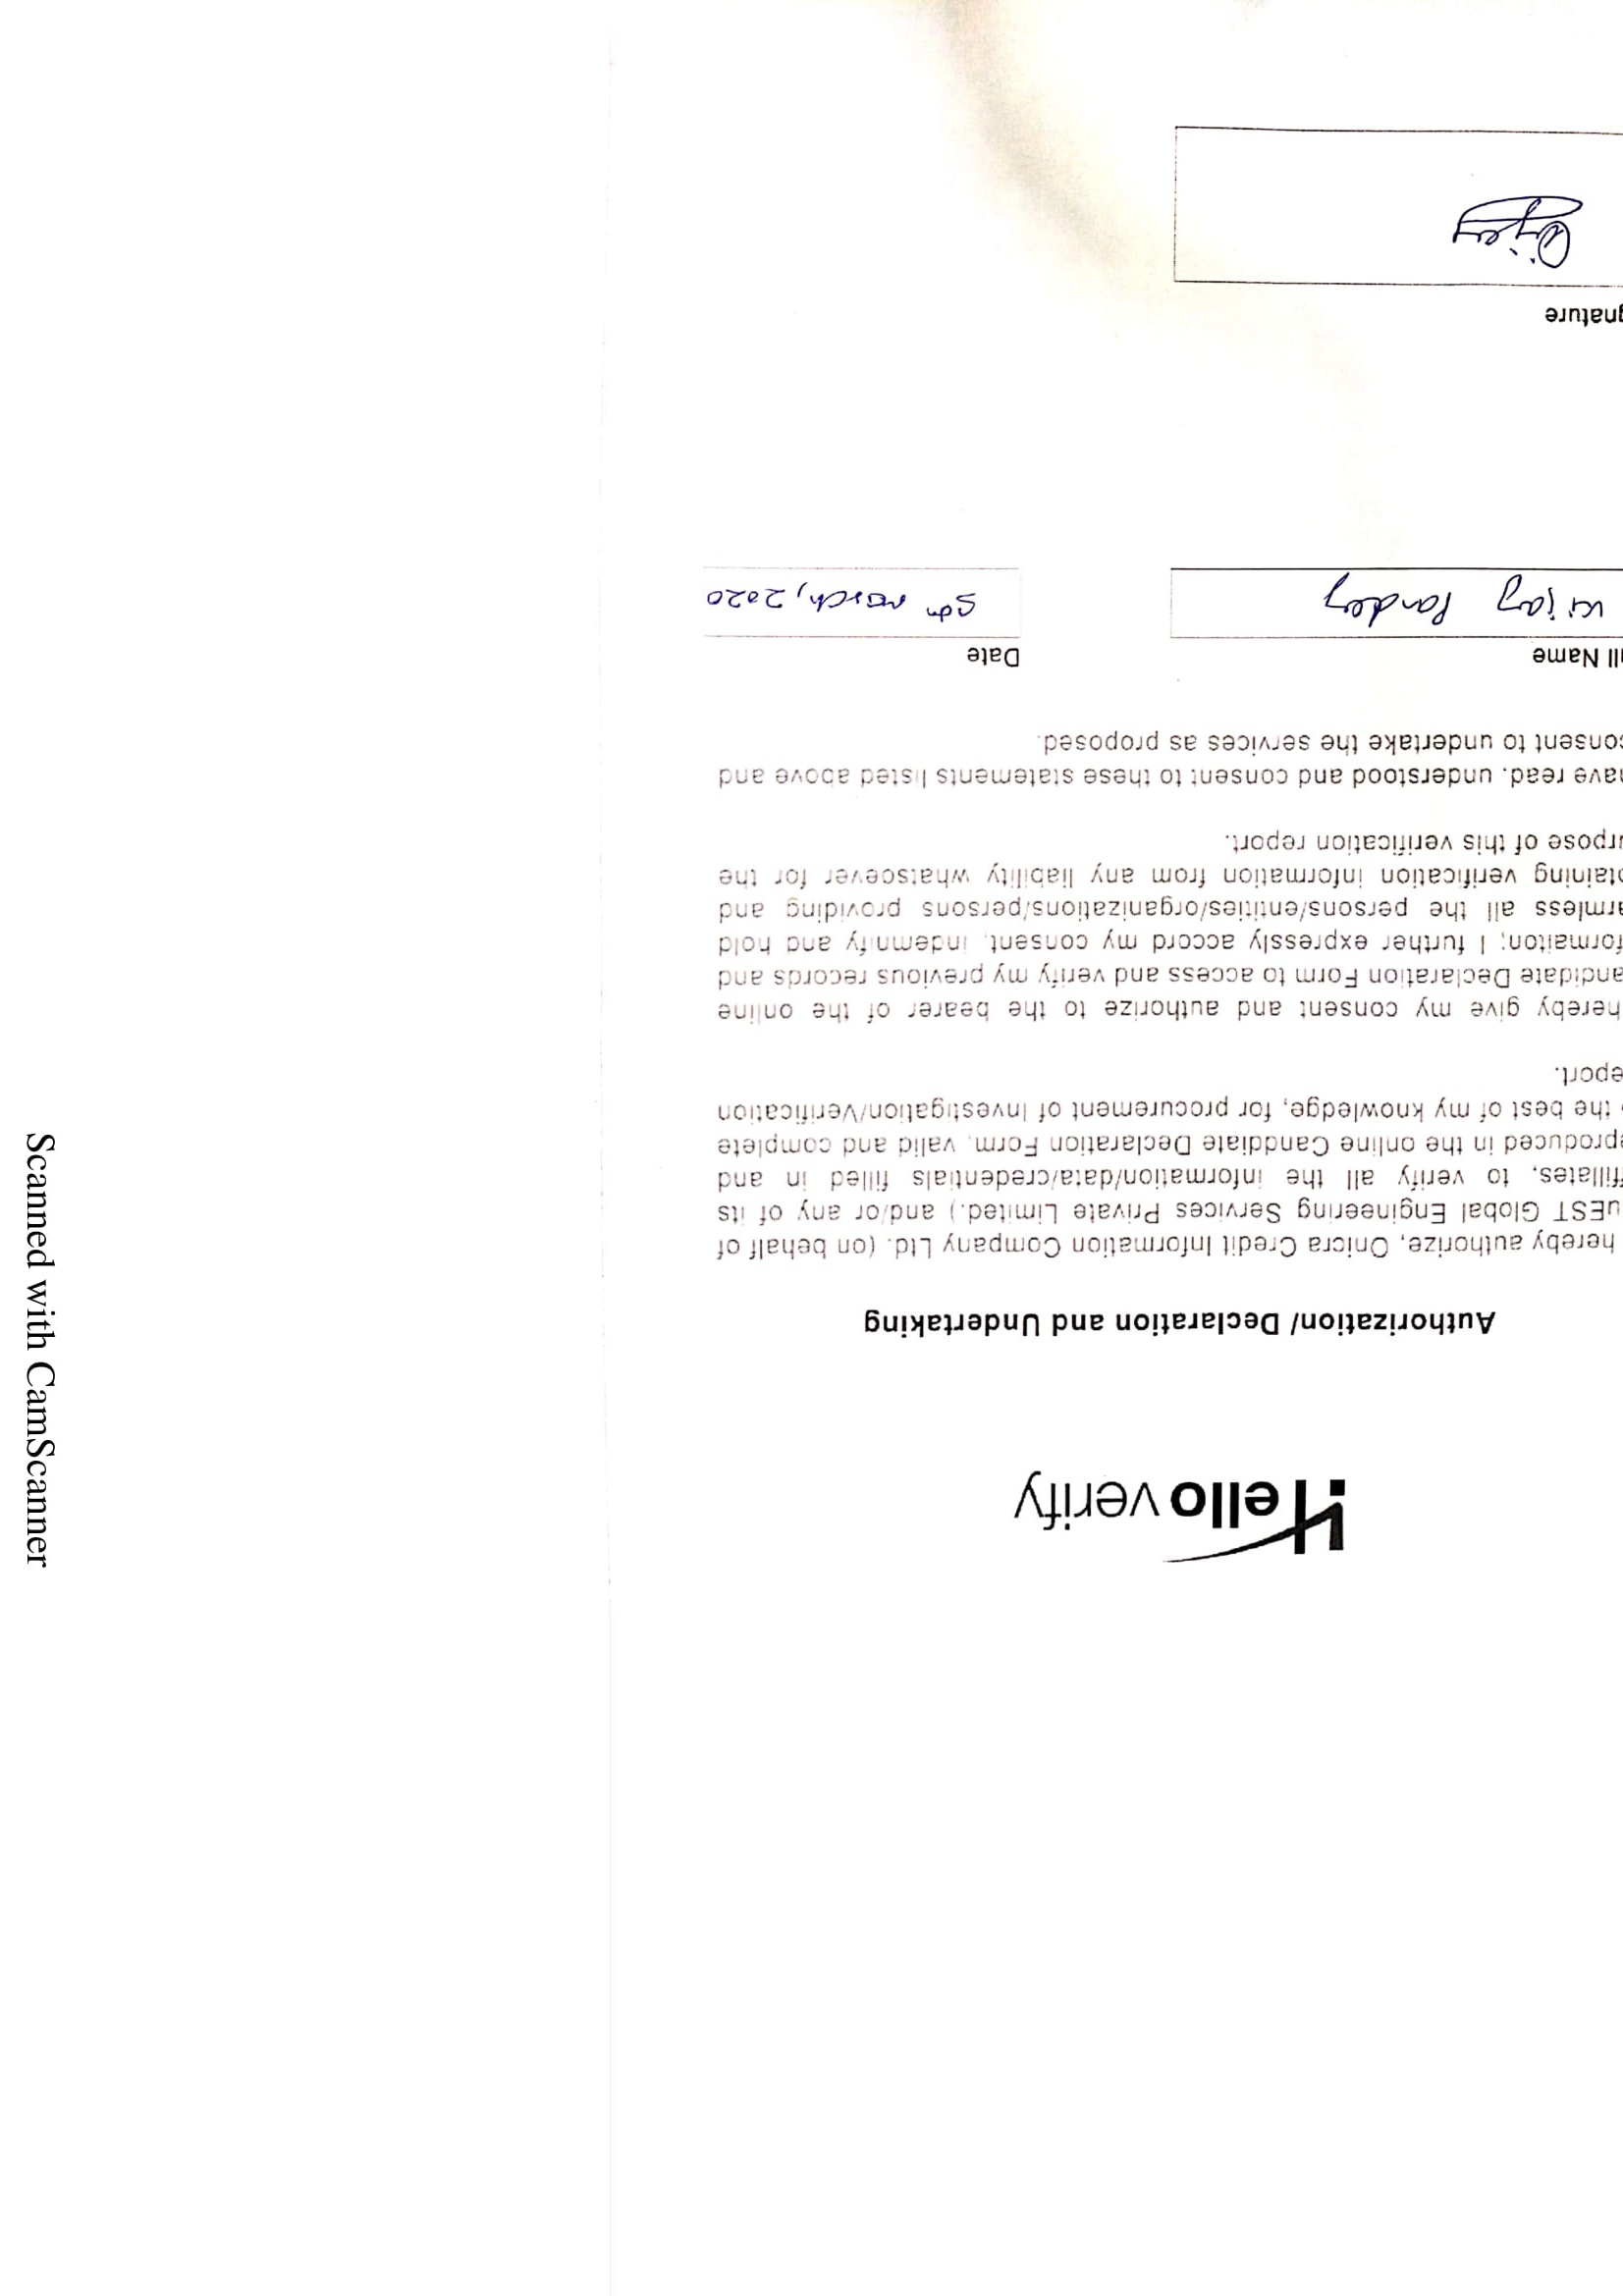 Hello verify
Authorization/ Declaration and Undertaking
hereby authorize, Onicra Credit Information Company Ltd. (on behalf of
uEST Global Engineering Services Private Limited.) and/or any of its
ffiliates, to verify all the information/data/credentials filled in and
eproduced in the online Canddiate Declaration Form, valid and complete
the best of my knowledge, for procurement of Investigation/Verification
eport.
hereby give my consent and authorize to the bearer of the online
andidate Declaration Form to access and verify my previous records and
formaiton; I further expressly accord my consent, indemnify and hold
armless all the persons/entities/organizations/persons providing and
btaining verification information from any liability whatsoever for the
urpose of this verification report.
have read, understood and consent to these statements listed above and
consent to undertake the services as proposed.
ll Name
Date
Vijay Pandey
5th March, 2020
gnature
Vijay
Scanned with CamScanner